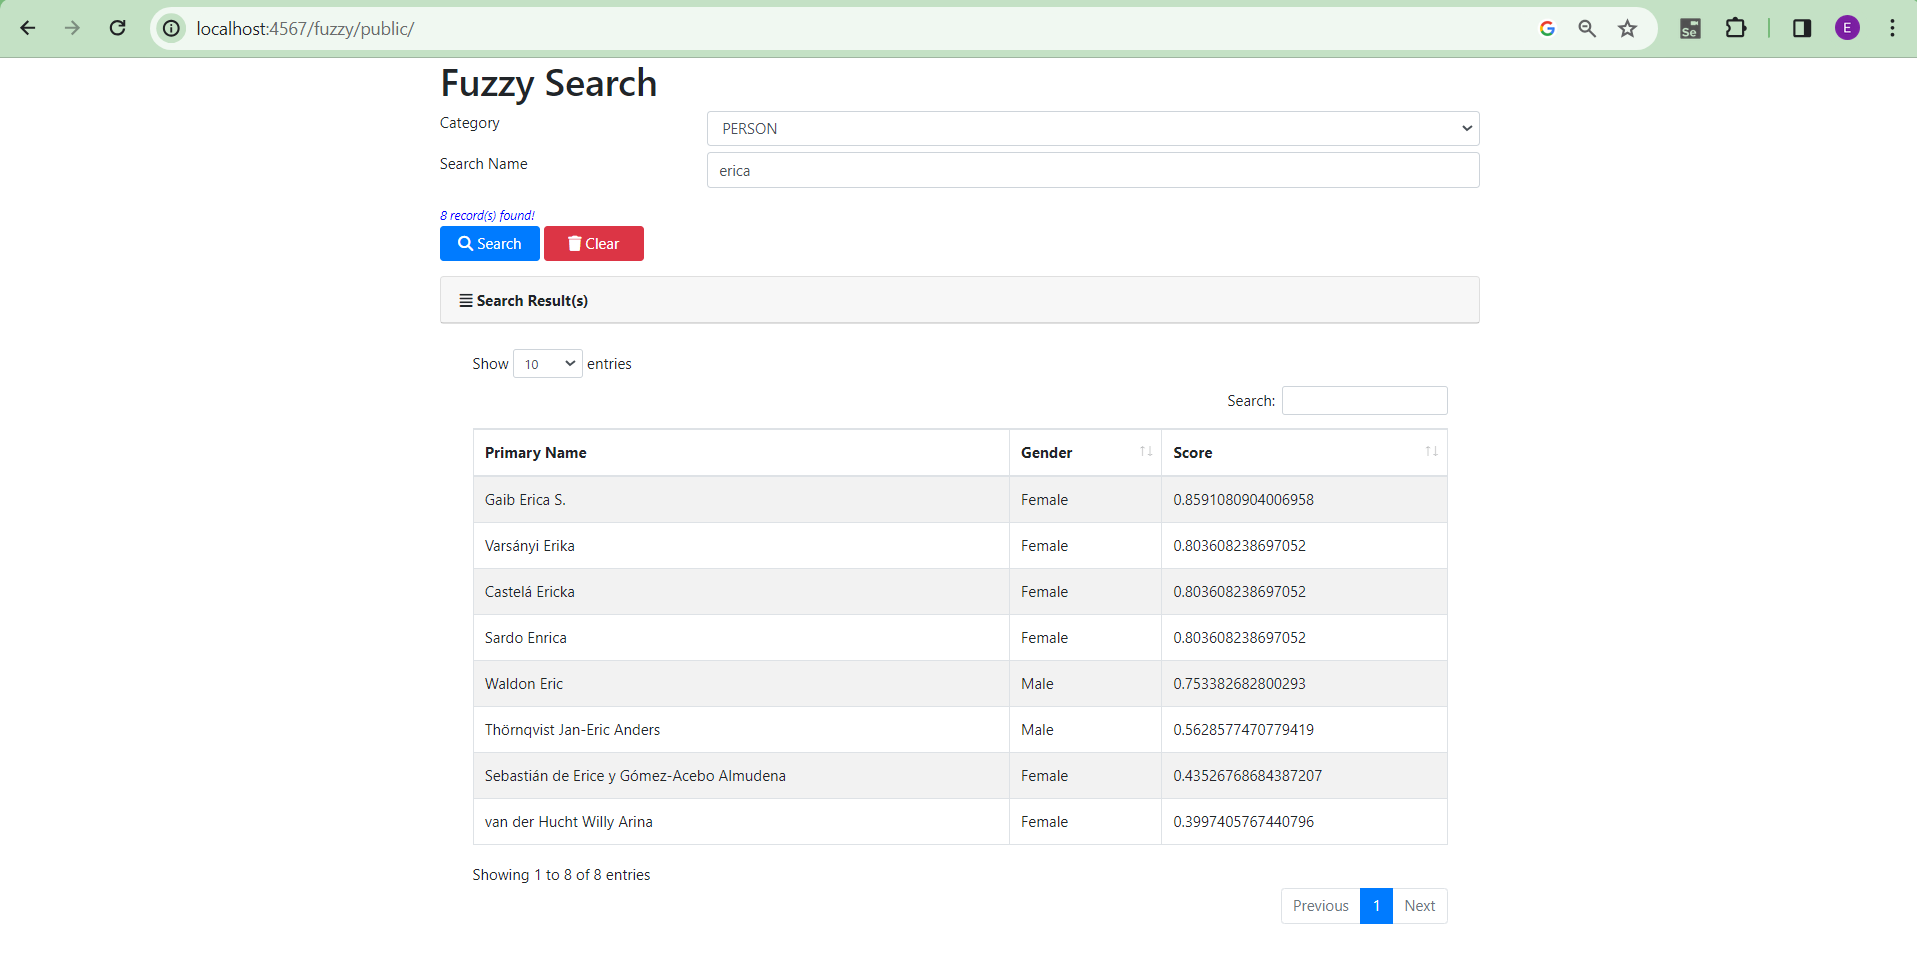 localhost:4567/fuzzy/public/
Se
E
Fuzzy Search
Category
PERSON
Search Name
erica
8 record(s) found!
Search Clear
Search Result(s)
Show 10 entries
Search:
Primary Name Gender Score
Gaib Erica S. Female 0.8591080904006958
Varsányi Erika Female 0.803608238697052
Castelá Ericka Female 0.803608238697052
Sardo Enrica Female 0.803608238697052
Waldon Eric Male 0.753382682800293
Thörnqvist Jan-Eric Anders Male 0.5628577470779419
Sebastián de Erice y Gómez-Acebo Almudena Female 0.43526768684387207
van der Hucht Willy Arina Female 0.3997405767440796
Showing 1 to 8 of 8 entries
Previous 1 Next